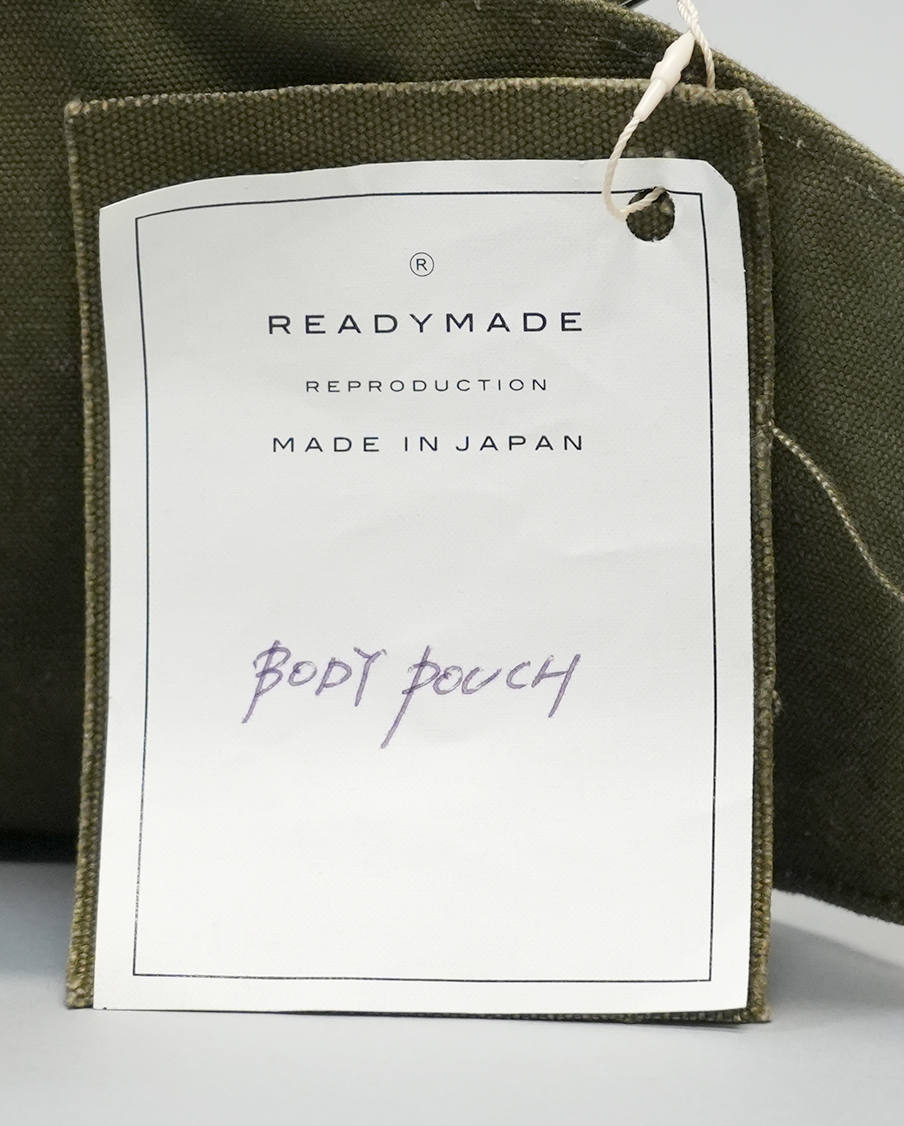 ®
READYMADE
REPRODUCTION
MADE IN JAPAN
BODY POUCH